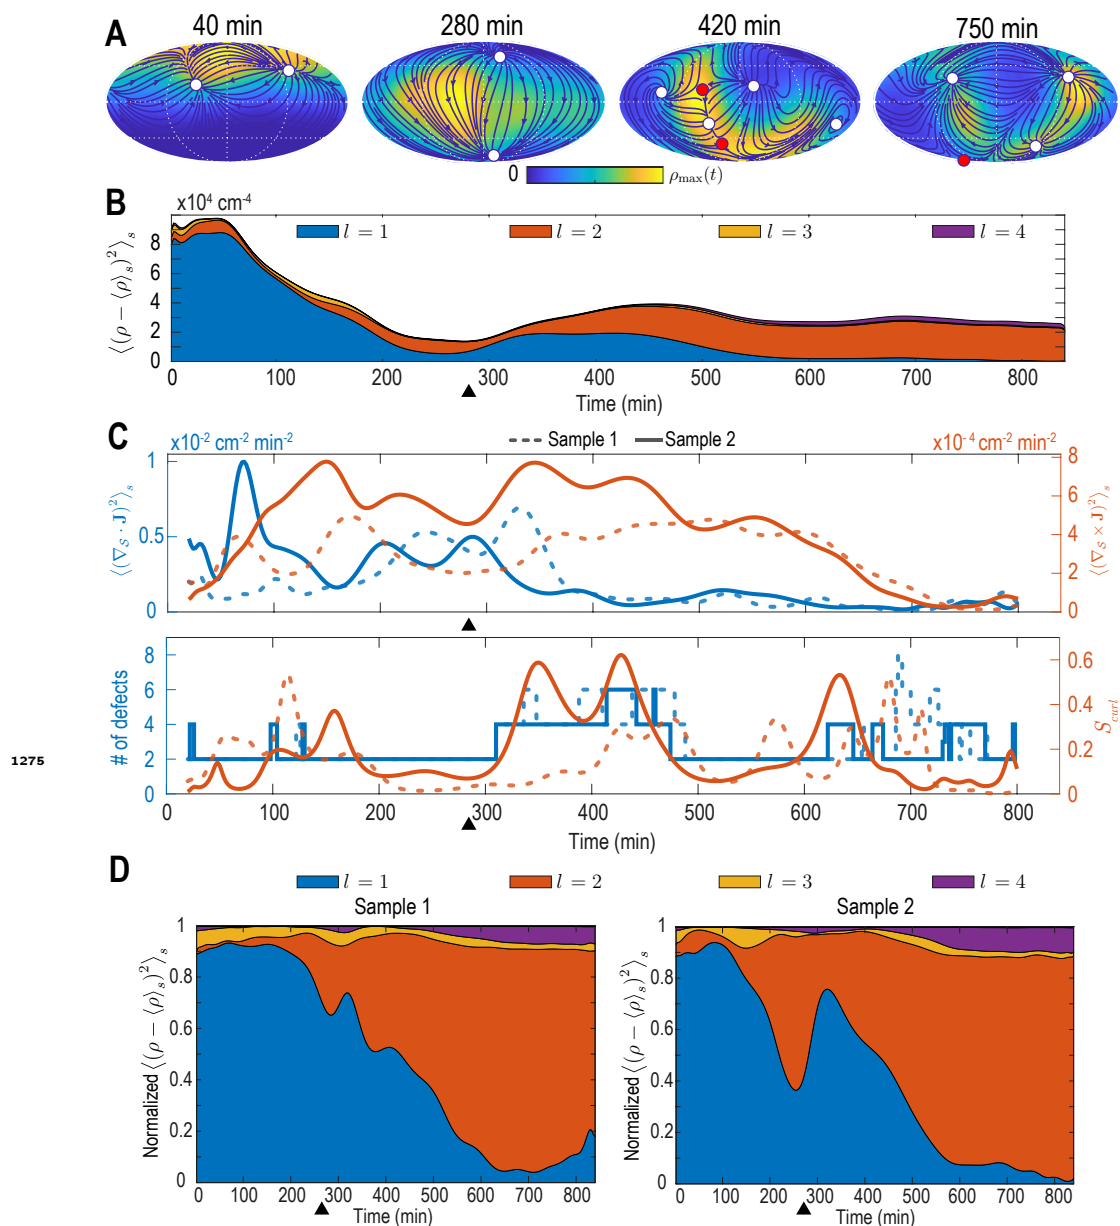 A
40 min 280 min 420 min 750 min
0 ρmax(t)
B
x10⁴ cm-4
l = 1 l = 2 l = 3 l = 4
⟨(ρ − ⟨ρ⟩s)²⟩s
8
6
4
2
0
0 100 200 300 400 500 600 700 800
Time (min)
C
x10-2 cm-2 min-2 Sample 1 Sample 2 x10-4 cm-2 min-2
⟨(∇𝒮 · J)²⟩s
1
0.5
0
8
6
4
2
0
⟨(∇𝒮 × J)²⟩s
# of defects
8
6
4
2
0
0.6
0.4
0.2
0
Scurl
1275
0 100 200 300 400 500 600 700 800
Time (min)
D
l = 1 l = 2 l = 3 l = 4
Sample 1 Sample 2
Normalized ⟨(ρ − ⟨ρ⟩s)²⟩s
1
0.8
0.6
0.4
0.2
0
0 100 200 300 400 500 600 700 800
Time (min)
Normalized ⟨(ρ − ⟨ρ⟩s)²⟩s
1
0.8
0.6
0.4
0.2
0
0 100 200 300 400 500 600 700 800
Time (min)